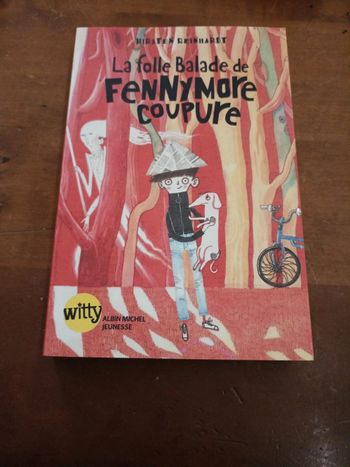 KIRSTEN REINHARDT
La folle Balade de
FeNNYMORe
COUPURe
witty
ALBIN MICHEL
JEUNESSE